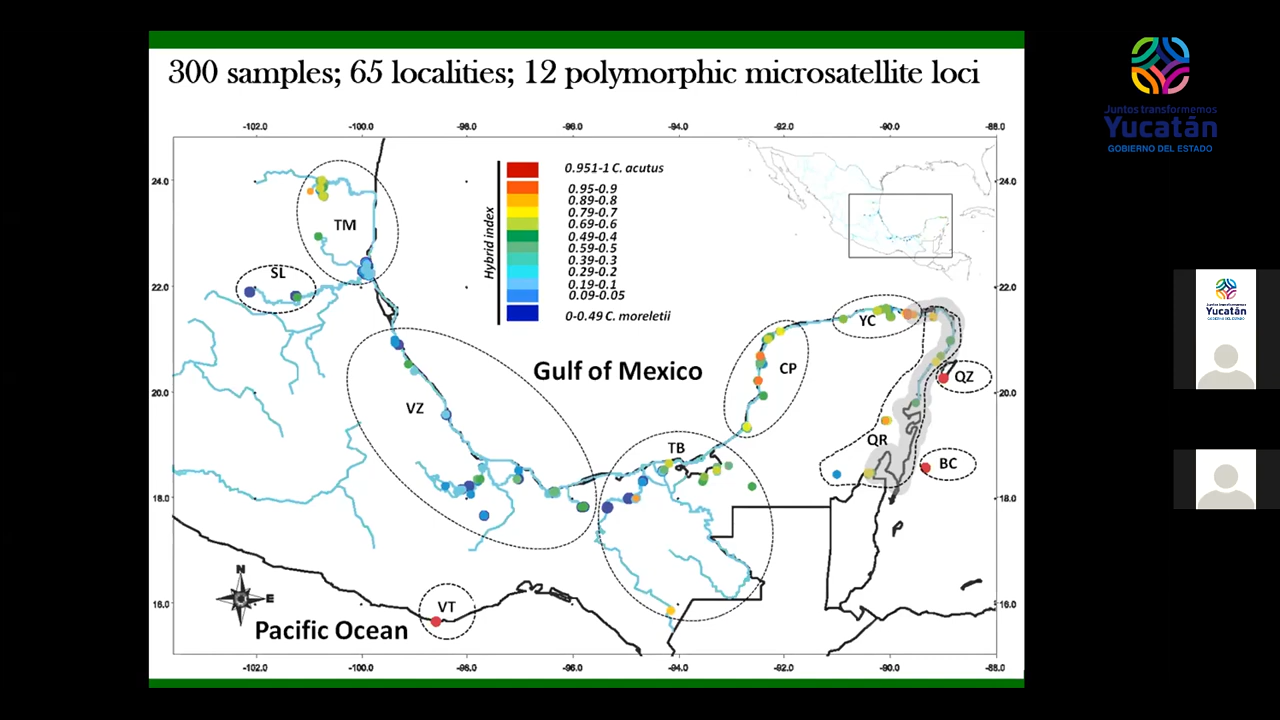 300 samples; 65 localities; 12 polymorphic microsatellite loci
Juntos transformemos
Yucatán
GOBIERNO DEL ESTADO
-102.0 -100.0 -98.0 -96.0 -94.0 -92.0 -90.0 -88.0
24.0
22.0
20.0
18.0
16.0
24.0
22.0
20.0
18.0
16.0
Hybrid index
0.951-1 C. acutus
0.95-0.9
0.89-0.8
0.79-0.7
0.69-0.6
0.49-0.4
0.59-0.5
0.39-0.3
0.29-0.2
0.19-0.1
0.09-0.05
0-0.49 C. moreletii
TM
SL
VZ
Gulf of Mexico
CP
YC
QZ
TB
QR
BC
N
E
VT
Pacific Ocean
-102.0 -100.0 -98.0 -96.0 -94.0 -92.0 -90.0 -88.0
Yucatán